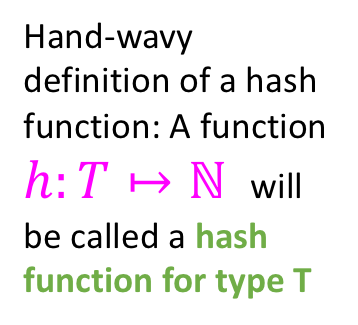 Hand-wavy
definition of a hash
function: A function
h: T ↦ ℕ will
be called a hash
function for type T